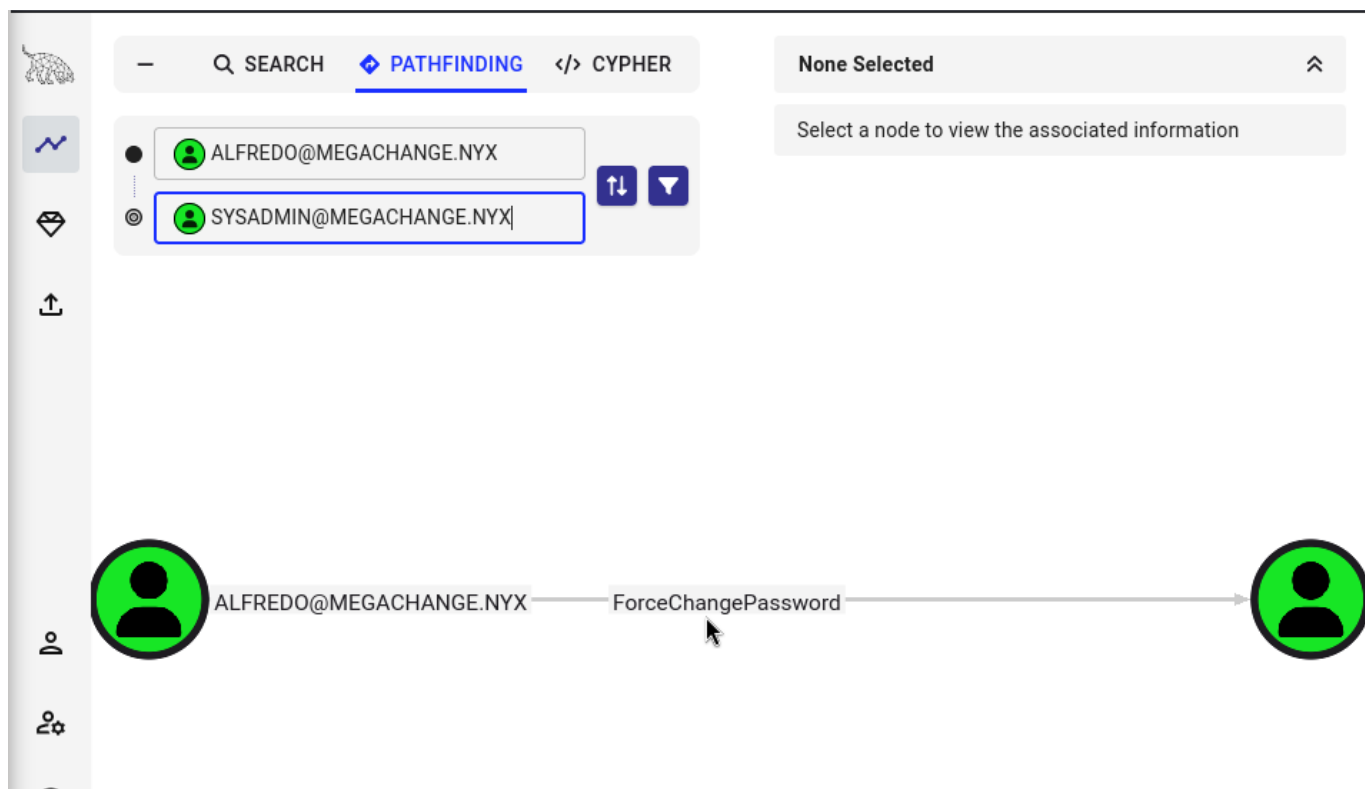 SEARCH PATHFINDING </> CYPHER
ALFREDO@MEGACHANGE.NYX
SYSADMIN@MEGACHANGE.NYX
None Selected
Select a node to view the associated information
ALFREDO@MEGACHANGE.NYX ForceChangePassword